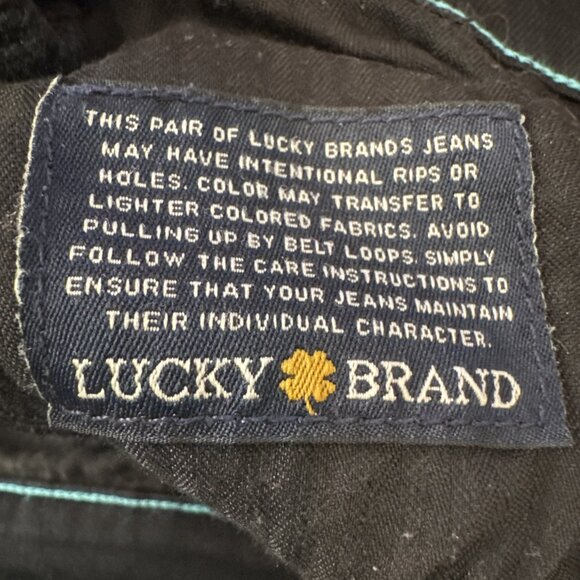 THIS PAIR OF LUCKY BRANDS JEANS
MAY HAVE INTENTIONAL RIPS OR
HOLES. COLOR MAY TRANSFER TO
LIGHTER COLORED FABRICS. AVOID
PULLING UP BY BELT LOOPS. SIMPLY
FOLLOW THE CARE INSTRUCTIONS TO
ENSURE THAT YOUR JEANS MAINTAIN
THEIR INDIVIDUAL CHARACTER.
LUCKY BRAND